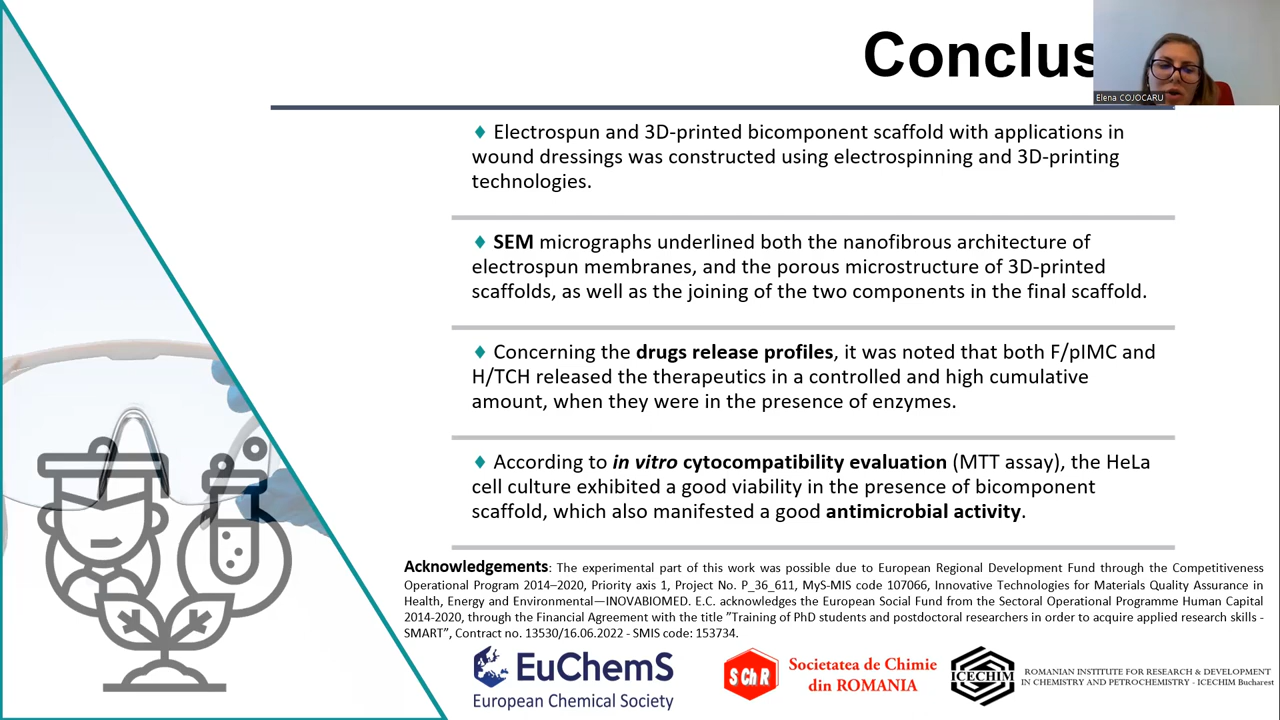 Conclus
Elena COJOCARU
♦ Electrospun and 3D-printed bicomponent scaffold with applications in
wound dressings was constructed using electrospinning and 3D-printing
technologies.
♦ SEM micrographs underlined both the nanofibrous architecture of
electrospun membranes, and the porous microstructure of 3D-printed
scaffolds, as well as the joining of the two components in the final scaffold.
♦ Concerning the drugs release profiles, it was noted that both F/pIMC and
H/TCH released the therapeutics in a controlled and high cumulative
amount, when they were in the presence of enzymes.
♦ According to in vitro cytocompatibility evaluation (MTT assay), the HeLa
cell culture exhibited a good viability in the presence of bicomponent
scaffold, which also manifested a good antimicrobial activity.
Acknowledgements: The experimental part of this work was possible due to European Regional Development Fund through the Competitiveness
Operational Program 2014–2020, Priority axis 1, Project No. P_36_611, MyS-MIS code 107066, Innovative Technologies for Materials Quality Assurance in
Health, Energy and Environmental—INOVABIOMED. E.C. acknowledges the European Social Fund from the Sectoral Operational Programme Human Capital
2014-2020, through the Financial Agreement with the title ”Training of PhD students and postdoctoral researchers in order to acquire applied research skills -
SMART”, Contract no. 13530/16.06.2022 - SMIS code: 153734.
EuChemS
European Chemical Society
S Ch R
Societatea de Chimie
din ROMANIA
ICECHIM
ROMANIAN INSTITUTE FOR RESEARCH & DEVELOPMENT
IN CHEMISTRY AND PETROCHEMISTRY - ICECHIM Bucharest